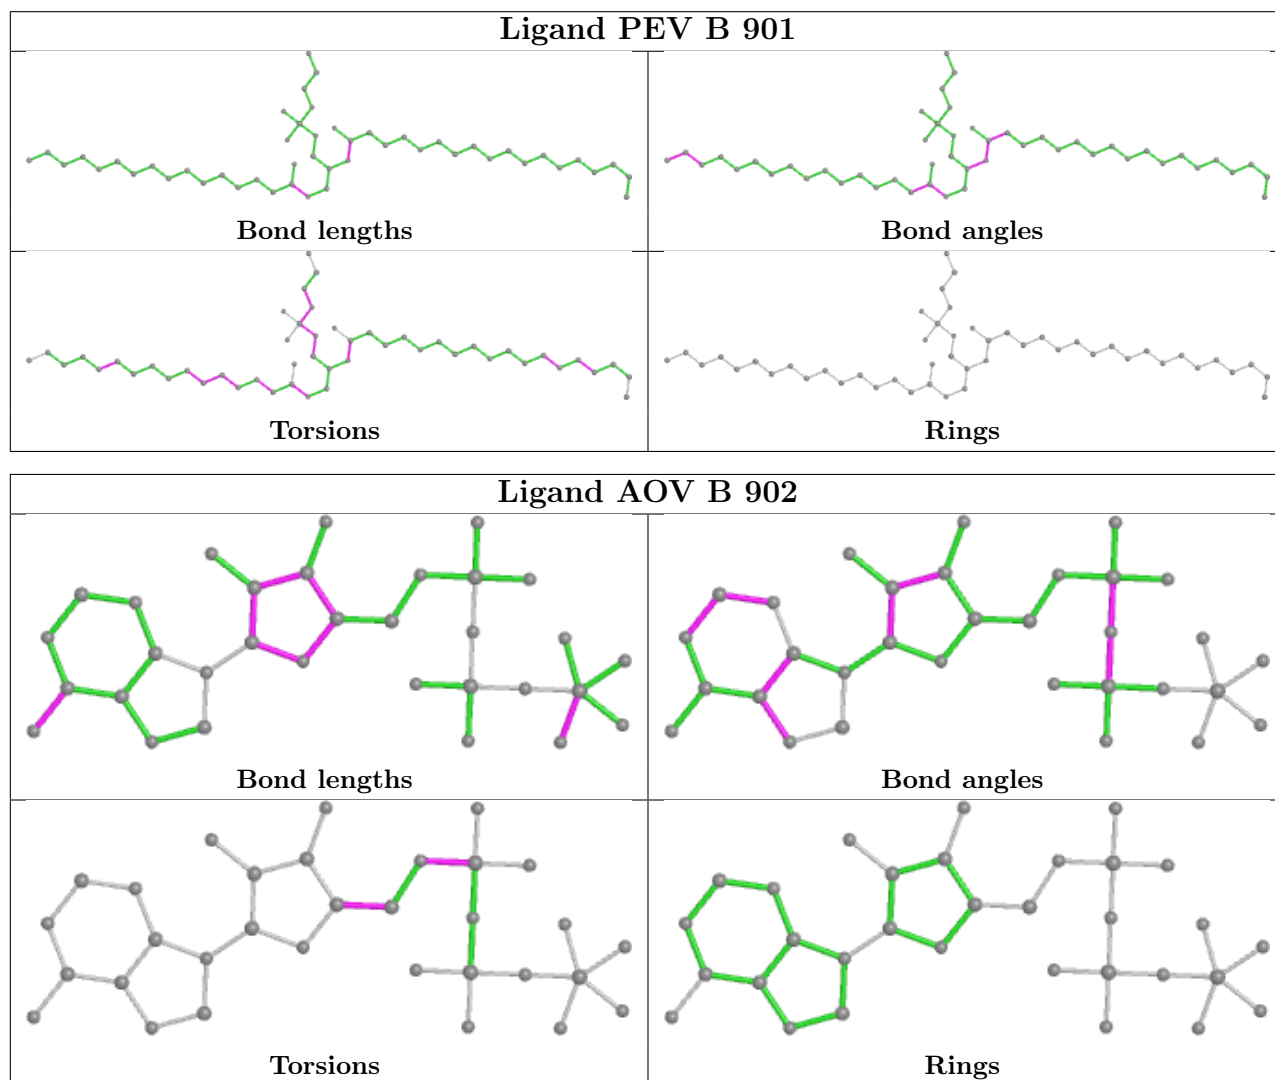 Ligand PEV B 901
Bond lengths
Bond angles
Torsions
Rings
Ligand AOV B 902
Bond lengths
Bond angles
Torsions
Rings